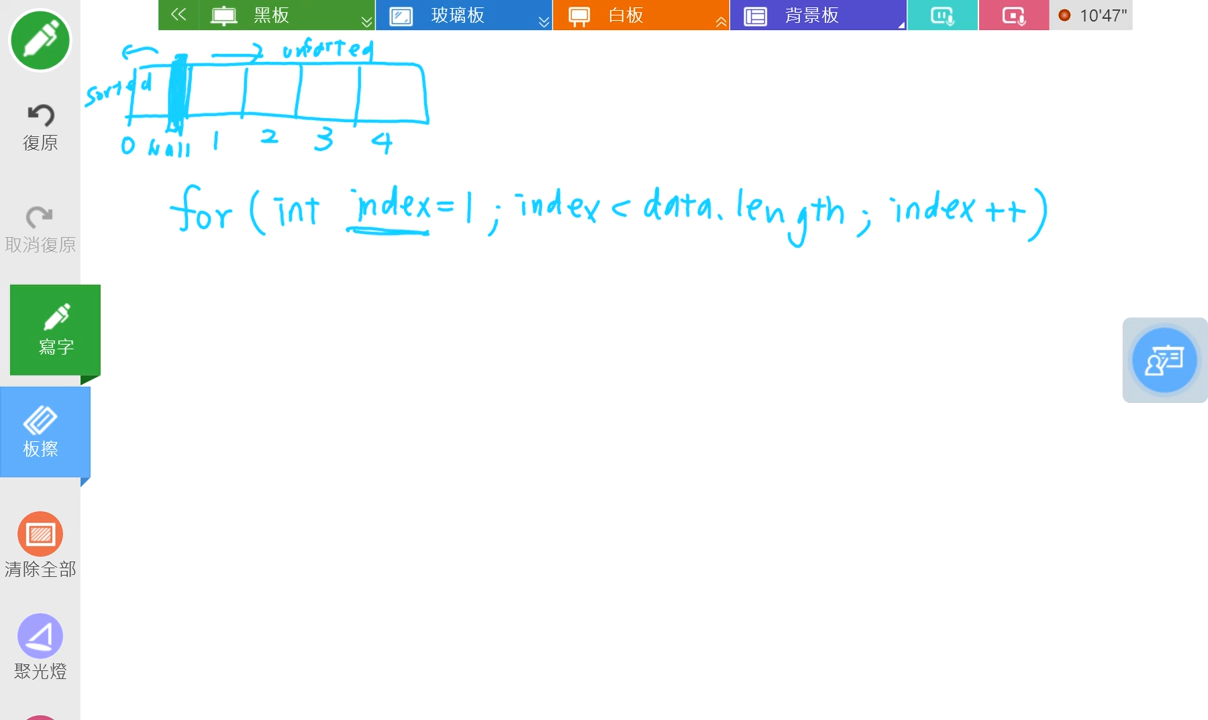 黑板 玻璃板 白板 背景板 10'47"
復原
取消復原
寫字
板擦
清除全部
聚光燈
sorted unsorted
0 wall 1 2 3 4
for (int index=1; index < data.length; index++)